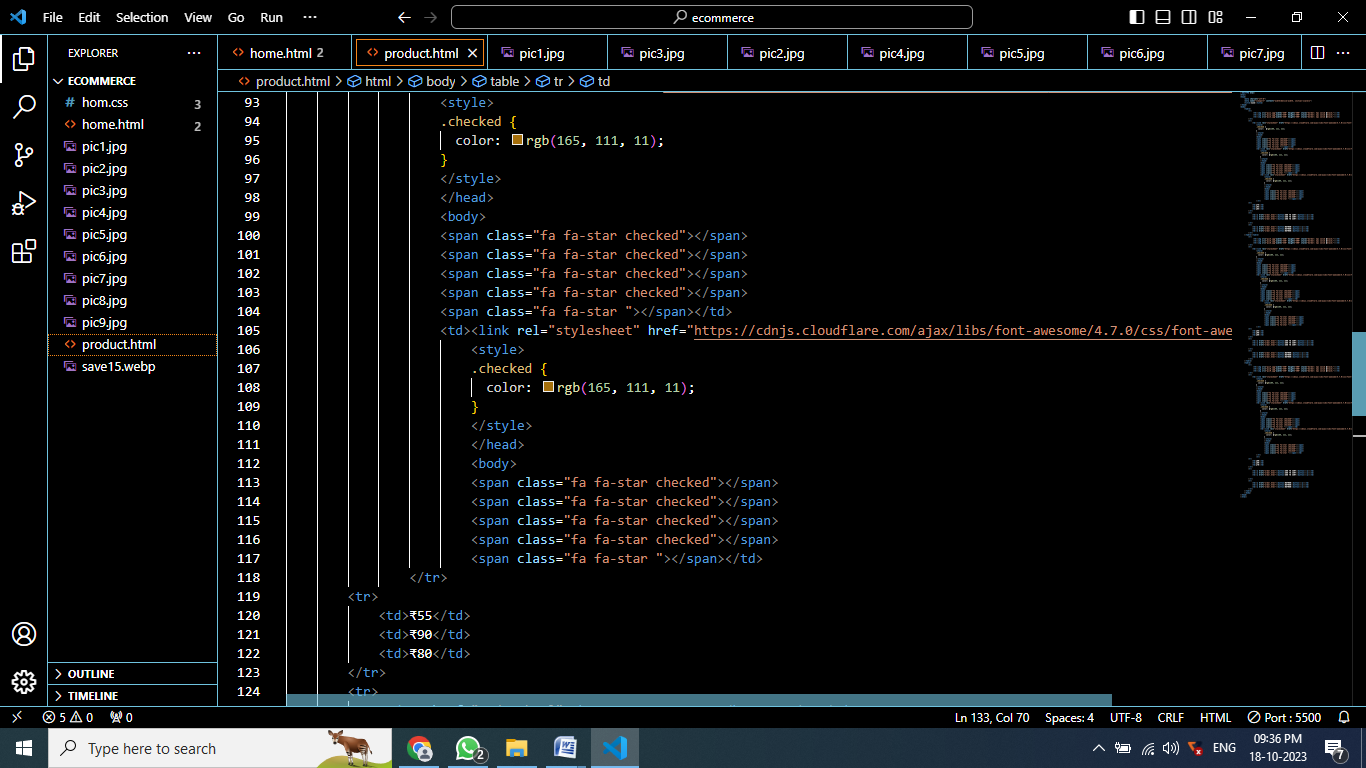 File Edit Selection View Go Run ··· ecommerce
EXPLORER ···
home.html 2 product.html pic1.jpg pic3.jpg pic2.jpg pic4.jpg pic5.jpg pic6.jpg pic7.jpg ···
product.html > html > body > table > tr > td
ECOMMERCE
# hom.css 3
home.html 2
pic1.jpg
pic2.jpg
pic3.jpg
pic4.jpg
pic5.jpg
pic6.jpg
pic7.jpg
pic8.jpg
pic9.jpg
product.html
save15.webp
OUTLINE
TIMELINE
93 <style>
94 .checked {
95 color: rgb(165, 111, 11);
96 }
97 </style>
98 </head>
99 <body>
100 <span class="fa fa-star checked"></span>
101 <span class="fa fa-star checked"></span>
102 <span class="fa fa-star checked"></span>
103 <span class="fa fa-star checked"></span>
104 <span class="fa fa-star "></span></td>
105 <td><link rel="stylesheet" href="https://cdnjs.cloudflare.com/ajax/libs/font-awesome/4.7.0/css/font-awe
106 <style>
107 .checked {
108 color: rgb(165, 111, 11);
109 }
110 </style>
111 </head>
112 <body>
113 <span class="fa fa-star checked"></span>
114 <span class="fa fa-star checked"></span>
115 <span class="fa fa-star checked"></span>
116 <span class="fa fa-star checked"></span>
117 <span class="fa fa-star "></span></td>
118 </tr>
119 <tr>
120 <td>₹55</td>
121 <td>₹90</td>
122 <td>₹80</td>
123 </tr>
124 <tr>
5 0 0 Ln 133, Col 70 Spaces: 4 UTF-8 CRLF HTML Port : 5500
Type here to search 2 ENG 09:36 PM
18-10-2023 7